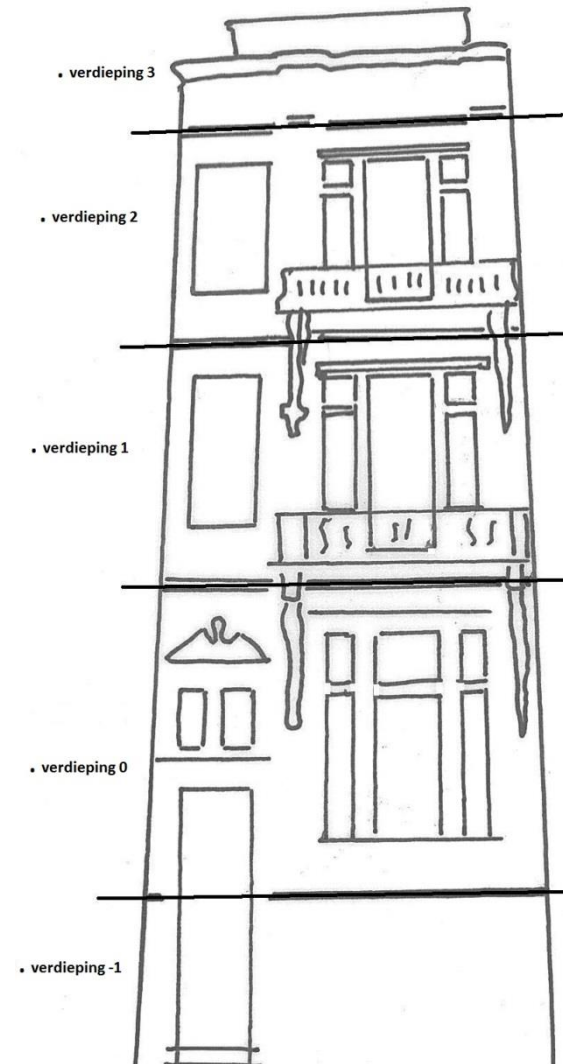 . verdieping 3
. verdieping 2
. verdieping 1
. verdieping 0
. verdieping -1